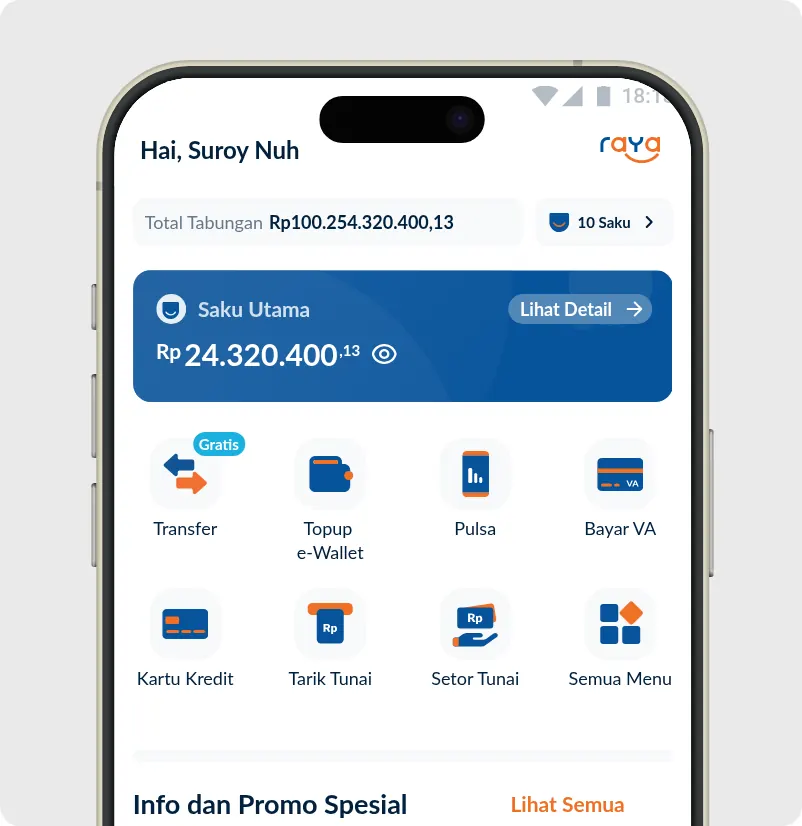 18:18
Hai, Suroy Nuh
raya
Total Tabungan Rp100.254.320.400,13
10 Saku
Saku Utama
Lihat Detail
Rp 24.320.400,13
Gratis
VA
Transfer
Topup
e-Wallet
Pulsa
Bayar VA
Rp
Rp
Kartu Kredit
Tarik Tunai
Setor Tunai
Semua Menu
Info dan Promo Spesial
Lihat Semua